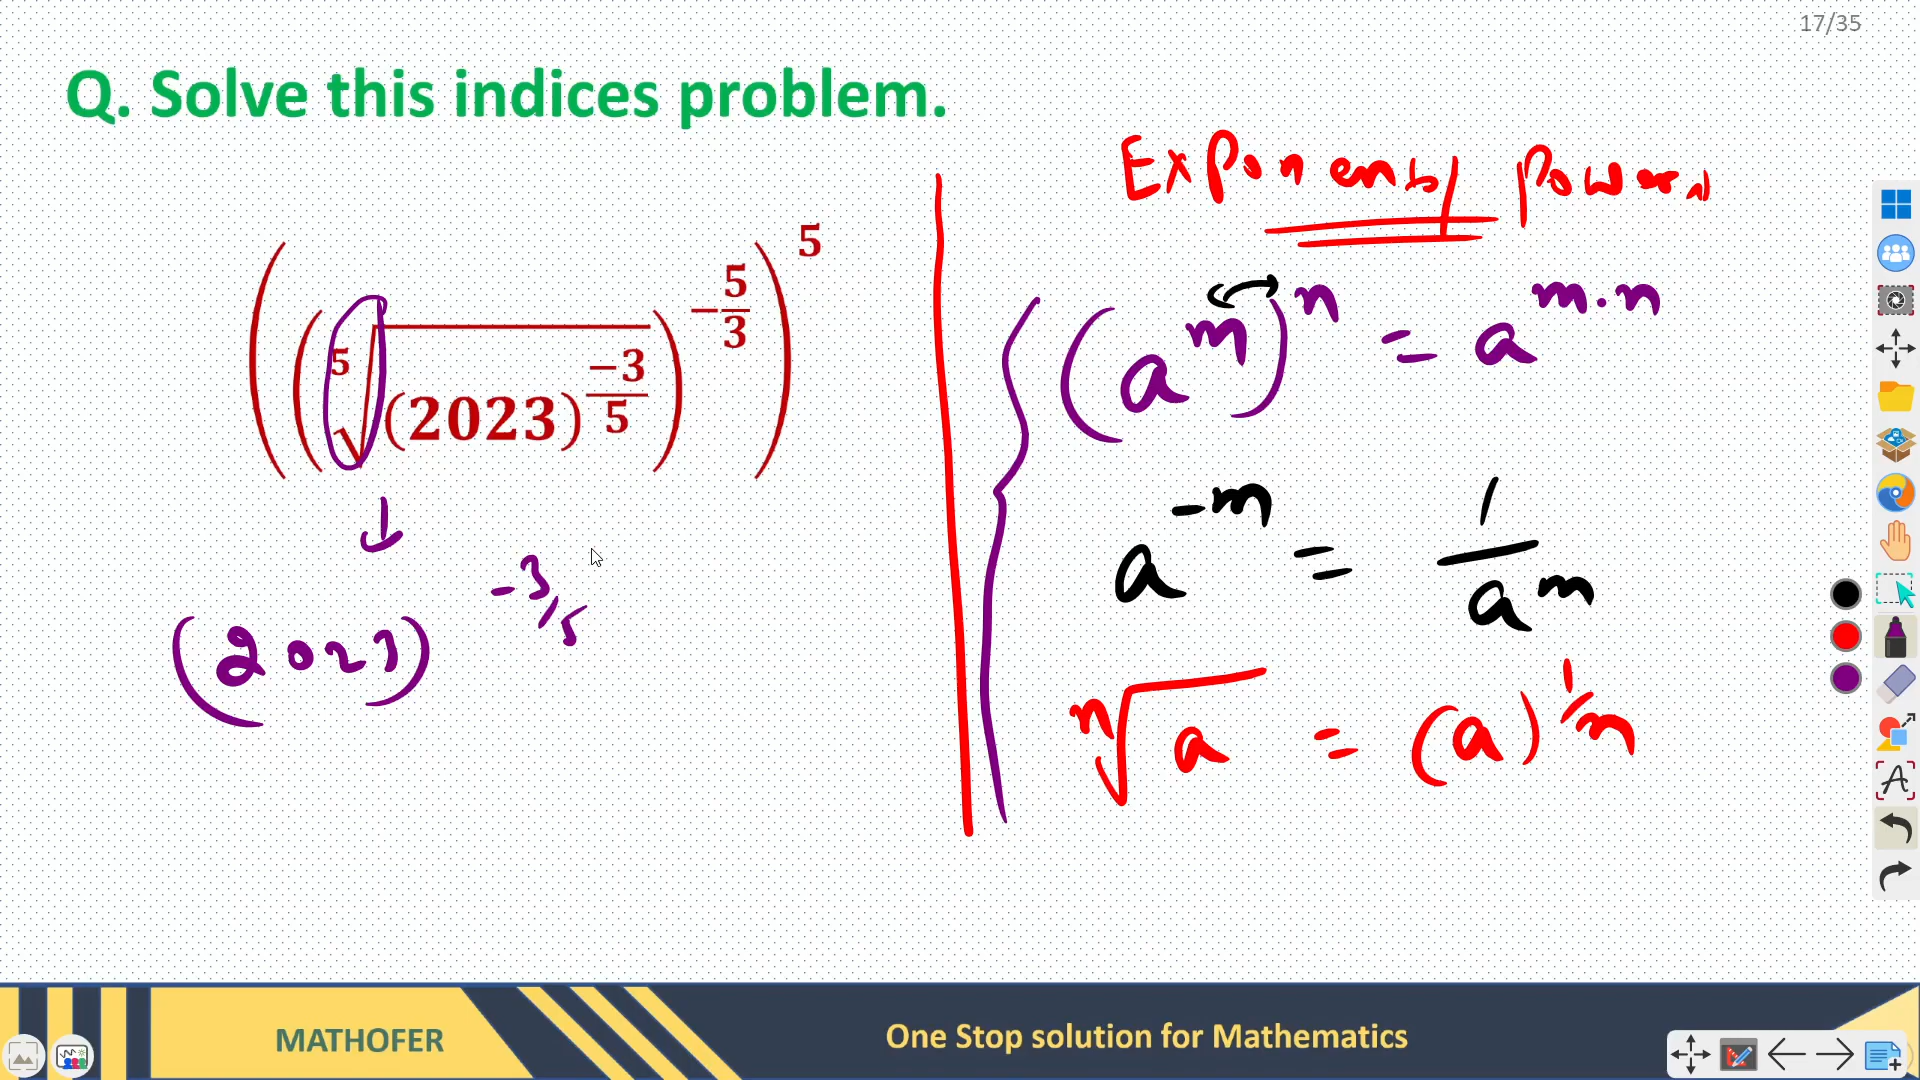 17/35
Q. Solve this indices problem.
((⁵√(2023)^(-3/5))^(-5/3))^5
(2023)^(-3/5)
Exponents/Powers
(a^m)^n = a^(m·n)
a^(-m) = 1/a^m
ⁿ√a = (a)^(1/n)
MATHOFER
One Stop solution for Mathematics